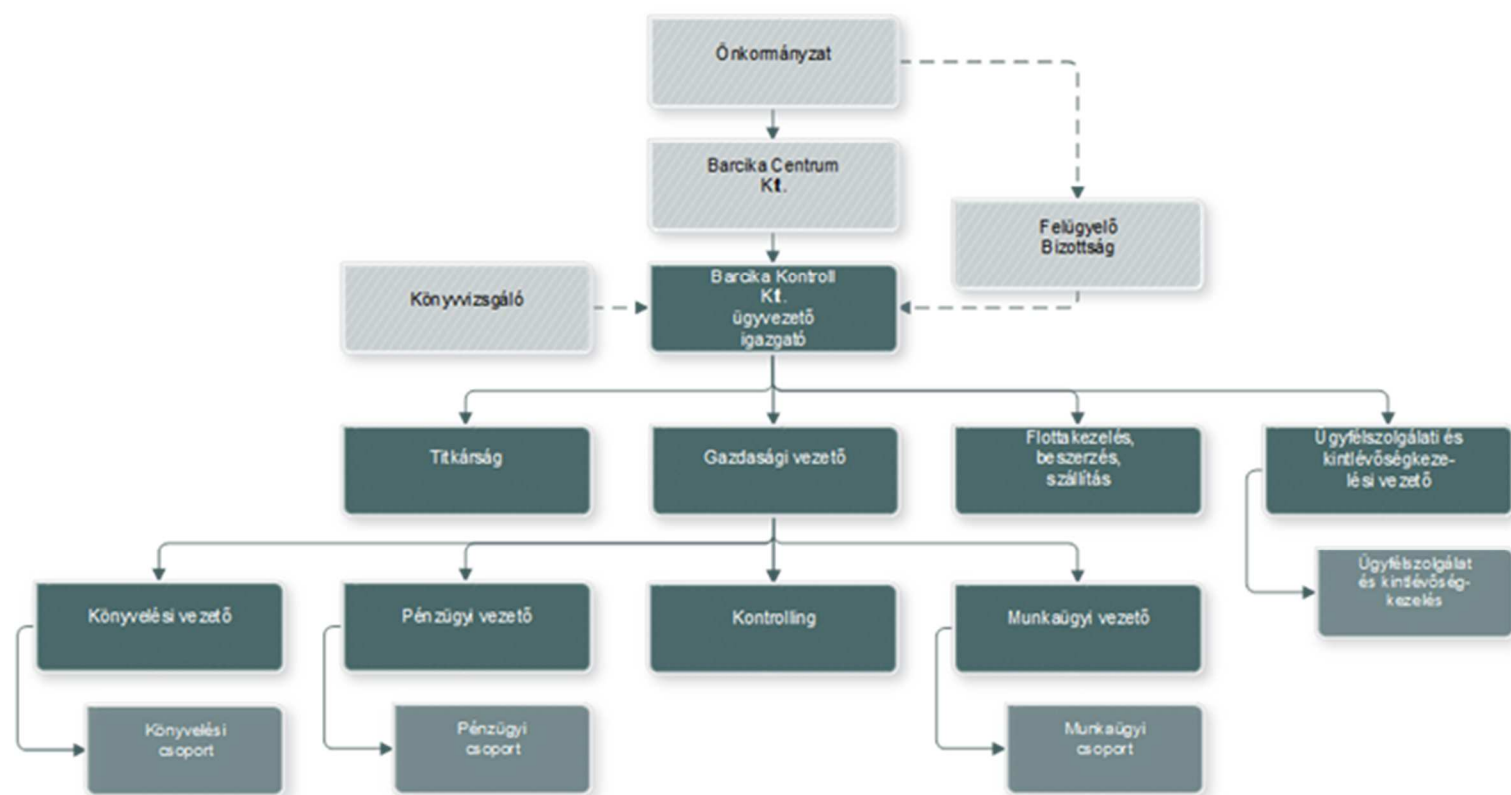 Önkormányzat
Barcika Centrum
Kt.
Felügyelő
Bizottság
Könyvvizsgáló
Barcika Kontroll
Kt.
ügyvezető
igazgató
Titkárság
Gazdasági vezető
Flottakezelés,
beszerzés,
szállítás
Ügyfélszolgálati és
kintlévőségkeze-
lési vezető
Ügyfélszolgálat
és kintlévőség-
kezelés
Könyvelési vezető
Pénzügyi vezető
Kontrolling
Munkaügyi vezető
Könyvelési
csoport
Pénzügyi
csoport
Munkaügyi
csoport